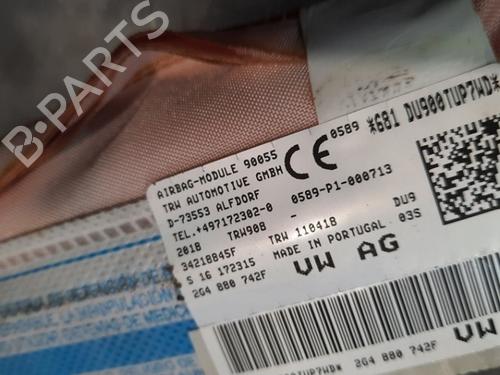 B-PARTS
*6B1 DU900TUP7WD*
AIRBAG-MODULE 90055
TRW AUTOMOTIVE GMBH
CE 0589
D-73553 ALFDORF
TEL.+497172302-0 0589-P1-000713
2018 TRW908 - DU9
34218845F TRW 110418 03S
S 16 172315 MADE IN PORTUGAL
2G4 880 742F VW AG
2G4 880 742F
VW